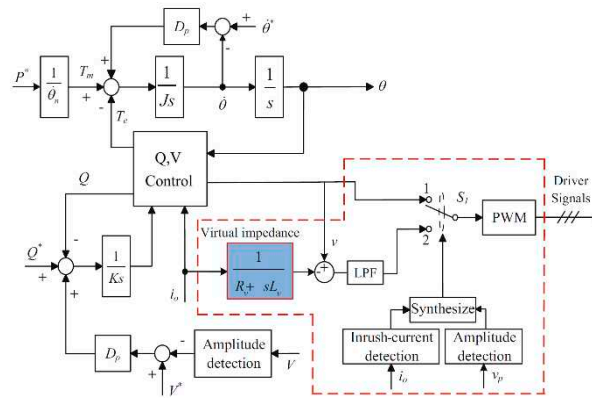 D_p
+
θ̇*
-
+
P*
1
θ̇_n
T_m
+
+
-
1
Js
θ̇
1
s
θ
T_e
Q,V
Control
Q
-
Q*
+
+
1
Ks
i_o
Virtual impedance
1
R_v+ sL_v
v
-
+
LPF
1
2
S_1
PWM
Driver
Signals
Synthesize
Inrush-current
detection
Amplitude
detection
i_o
v_p
D_p
-
+
V*
Amplitude
detection
V